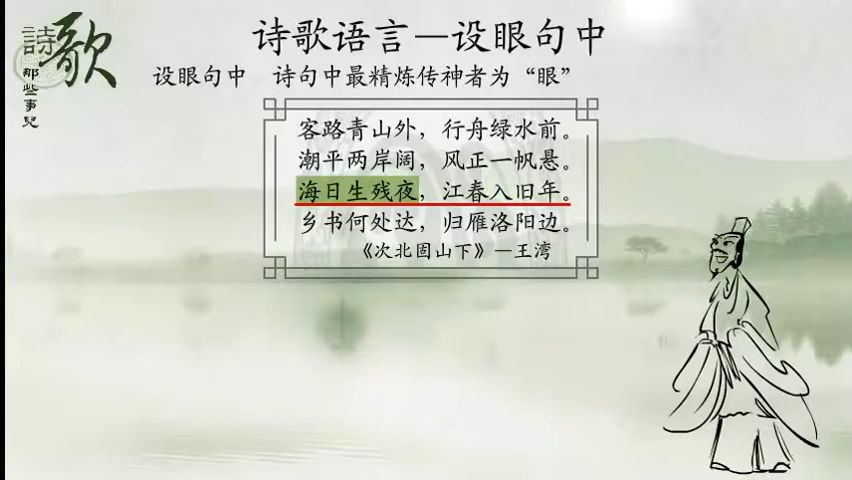 詩歌
那些事兒
诗歌语言—设眼句中
设眼句中 诗句中最精炼传神者为“眼”
客路青山外，行舟绿水前。
潮平两岸阔，风正一帆悬。
海日生残夜，江春入旧年。
乡书何处达，归雁洛阳边。
《次北固山下》—王湾